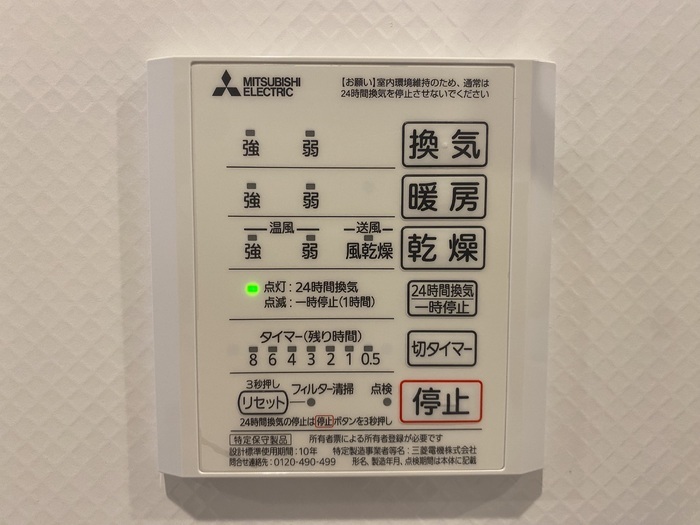 MITSUBISHI
ELECTRIC
【お願い】室内環境維持のため、通常は
24時間換気を停止させないでください
強 弱 換気
強 弱 暖房
温風 送風
強 弱 風乾燥 乾燥
点灯:24時間換気
点滅:一時停止(1時間)
24時間換気
一時停止
タイマー(残り時間)
8 6 4 3 2 1 0.5
切タイマー
3秒押し
リセット フィルター清掃 点検
停止
24時間換気の停止は停止ボタンを3秒押し
特定保守製品 所有者票による所有者登録が必要です
設計標準使用期間:10年 特定製造事業者等名:三菱電機株式会社
問合せ連絡先:0120-490-499 形名、製造年月、点検期間は本体に記載